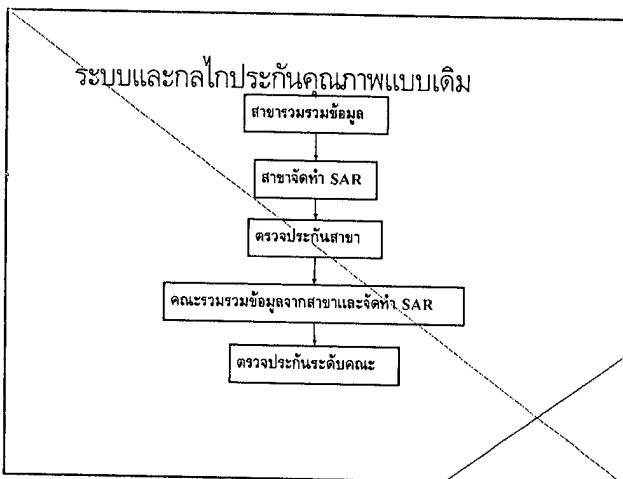 ระบบและกลไกประกันคุณภาพแบบเดิม
สาขารวมรวมข้อมูล
สาขาจัดทำ SAR
ตรวจประกันสาขา
คณะรวมรวมข้อมูลจากสาขาและจัดทำ SAR
ตรวจประกันระดับคณะ